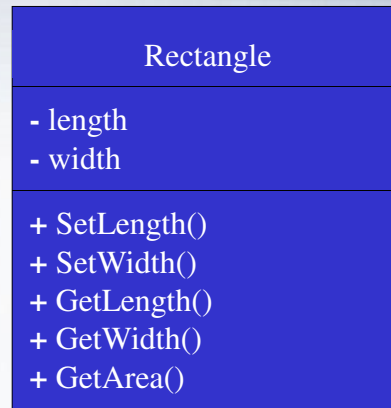 Rectangle
- length
- width
+ SetLength()
+ SetWidth()
+ GetLength()
+ GetWidth()
+ GetArea()